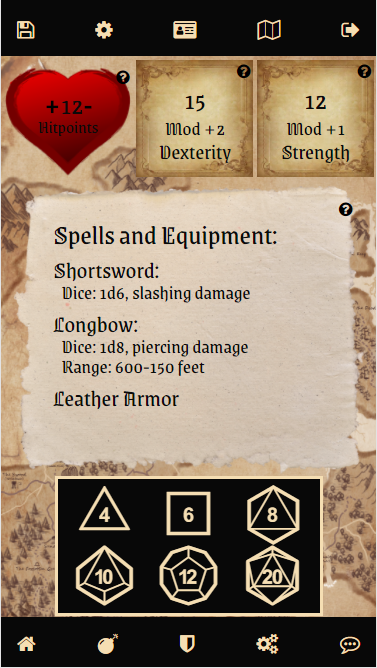 +12-
Hitpoints
15
Mod +2
Dexterity
12
Mod +1
Strength
Spells and Equipment:
Shortsword:
Dice: 1d6, slashing damage
Longbow:
Dice: 1d8, piercing damage
Range: 600-150 feet
Leather Armor
4 6 8
10 12 20